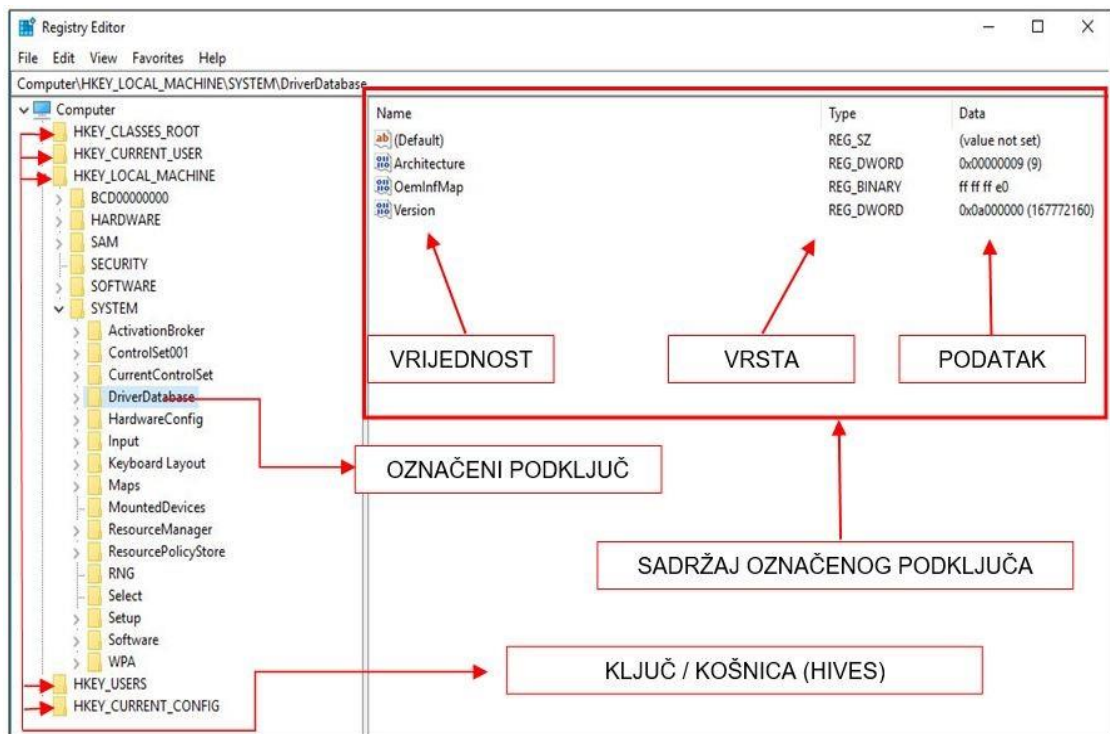 Registry Editor
File Edit View Favorites Help
Computer\HKEY_LOCAL_MACHINE\SYSTEM\DriverDatabase
Computer
HKEY_CLASSES_ROOT
HKEY_CURRENT_USER
HKEY_LOCAL_MACHINE
BCD00000000
HARDWARE
SAM
SECURITY
SOFTWARE
SYSTEM
ActivationBroker
ControlSet001
CurrentControlSet
DriverDatabase
HardwareConfig
Input
Keyboard Layout
Maps
MountedDevices
ResourceManager
ResourcePolicyStore
RNG
Select
Setup
Software
WPA
HKEY_USERS
HKEY_CURRENT_CONFIG
Name Type Data
(Default) REG_SZ (value not set)
Architecture REG_DWORD 0x00000009 (9)
OemInfMap REG_BINARY ff ff ff e0
Version REG_DWORD 0x0a000000 (167772160)
VRIJEDNOST VRSTA PODATAK
OZNAČENI PODKLJUČ
SADRŽAJ OZNAČENOG PODKLJUČA
KLJUČ / KOŠNICA (HIVES)